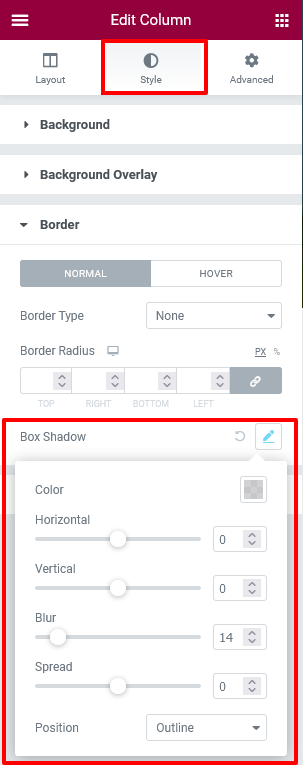 Edit Column
Layout Style Advanced
Background
Background Overlay
Border
NORMAL HOVER
Border Type None
Border Radius PX %
TOP RIGHT BOTTOM LEFT
Box Shadow
Color
Horizontal
0
Vertical
0
Blur
14
Spread
0
Position Outline